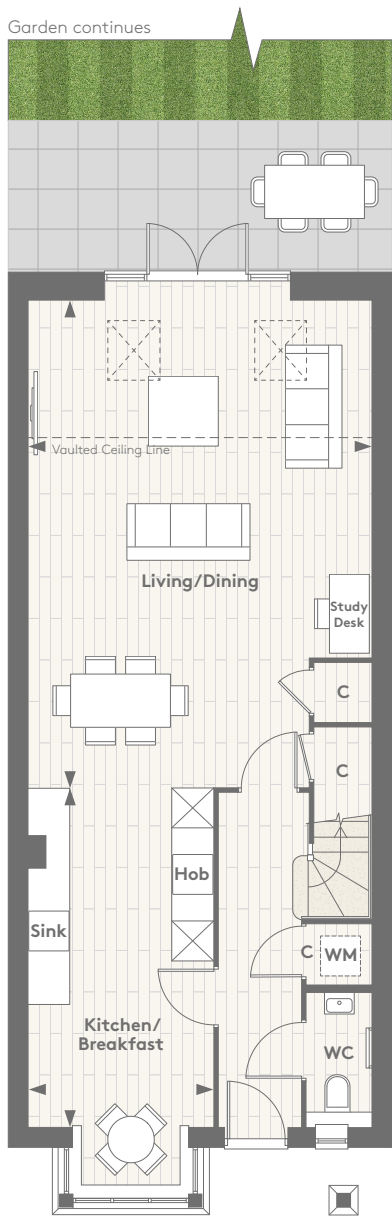 Garden continues
Vaulted Ceiling Line
Living/Dining
Study
Desk
C
C
Hob
Sink
C WM
Kitchen/
Breakfast
WC